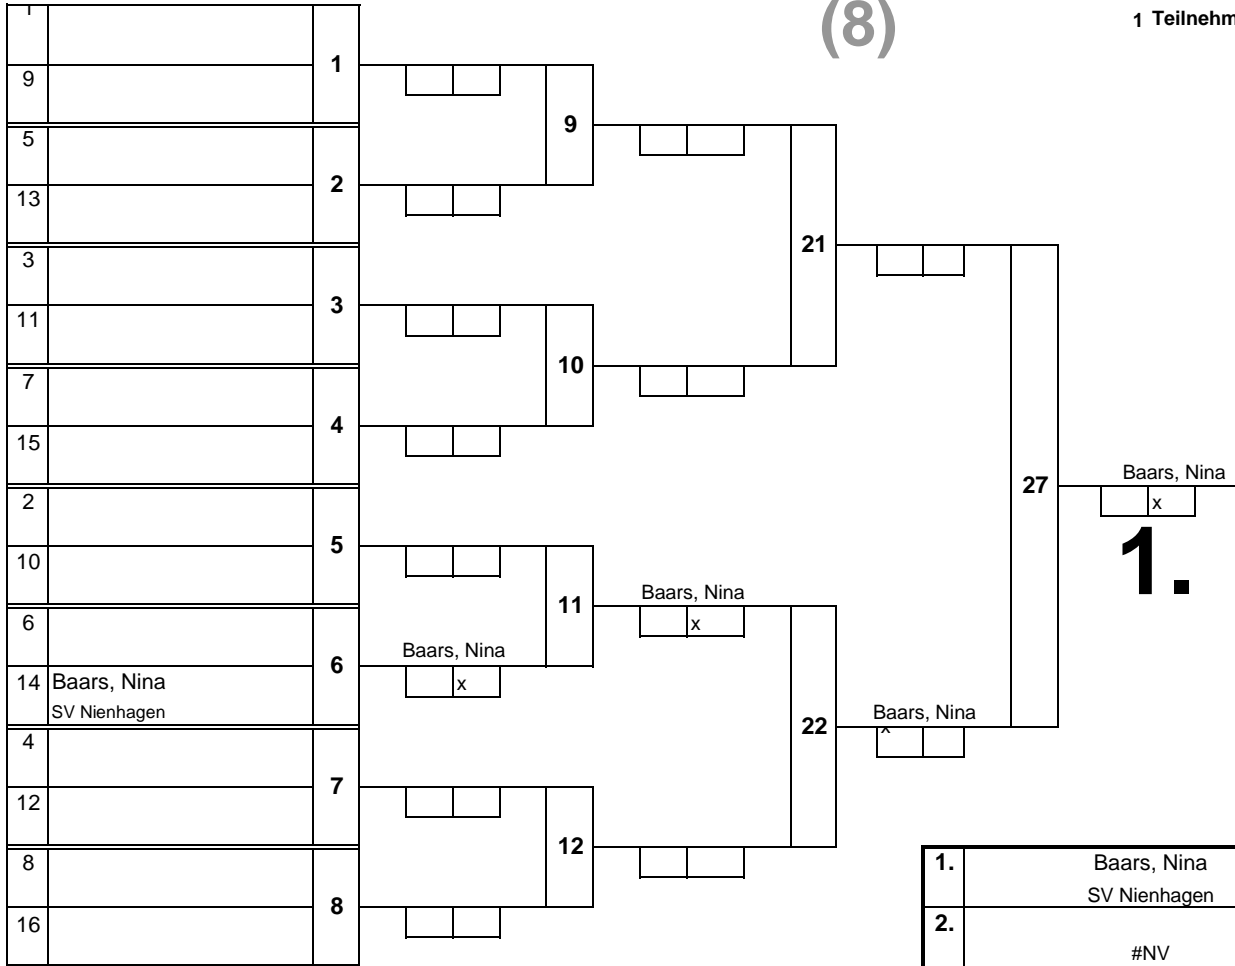 (8)
1 Teilnehm
1
1
9
9
5
2
13
21
3
3
11
10
7
4
15
Baars, Nina
27
x
2
5
1.
10
Baars, Nina
11
x
6
Baars, Nina
6
x
14 Baars, Nina
SV Nienhagen
Baars, Nina
22
x
4
7
12
12
8
1. Baars, Nina
SV Nienhagen
8
2.
16
#NV